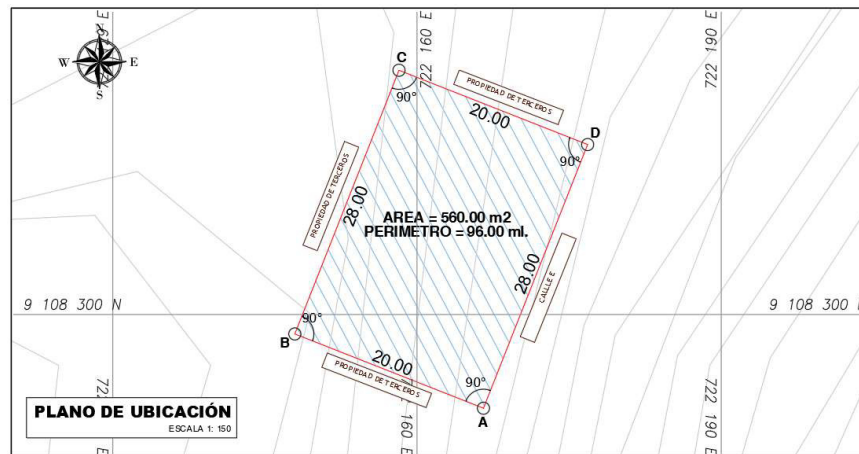 N
W E
S
722 160 E
722 190 E
C
90°
PROPIEDAD DE TERCEROS
20.00
D
90°
PROPIEDAD DE TERCEROS
28.00
AREA = 560.00 m2
PERIMETRO = 96.00 ml.
28.00
CALLE E
9 108 300 N
9 108 300 N
90°
B
20.00
PROPIEDAD DE TERCEROS
90°
A
PLANO DE UBICACIÓN
ESCALA 1: 150
722
160 E
722 190 E